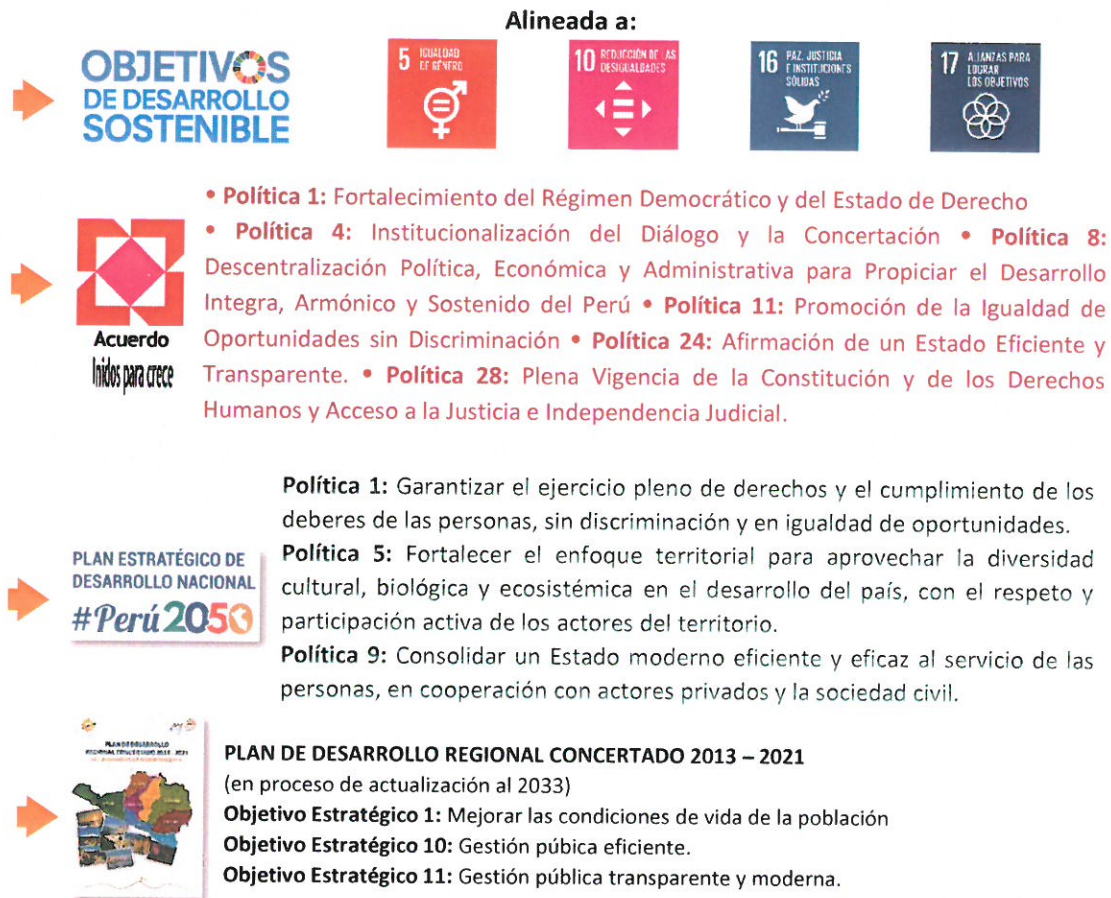 Alineada a:
OBJETIVOS
DE DESARROLLO
SOSTENIBLE
5 IGUALDAD
DE GÉNERO
10 REDUCCIÓN DE LAS
DESIGUALDADES
16 PAZ, JUSTICIA
E INSTITUCIONES
SÓLIDAS
17 ALIANZAS PARA
LOGRAR
LOS OBJETIVOS
• Política 1: Fortalecimiento del Régimen Democrático y del Estado de Derecho
• Política 4: Institucionalización del Diálogo y la Concertación • Política 8:
Descentralización Política, Económica y Administrativa para Propiciar el Desarrollo
Integra, Armónico y Sostenido del Perú • Política 11: Promoción de la Igualdad de
Oportunidades sin Discriminación • Política 24: Afirmación de un Estado Eficiente y
Transparente. • Política 28: Plena Vigencia de la Constitución y de los Derechos
Humanos y Acceso a la Justicia e Independencia Judicial.
Acuerdo
Inidos para crece
Política 1: Garantizar el ejercicio pleno de derechos y el cumplimiento de los
deberes de las personas, sin discriminación y en igualdad de oportunidades.
Política 5: Fortalecer el enfoque territorial para aprovechar la diversidad
cultural, biológica y ecosistémica en el desarrollo del país, con el respeto y
participación activa de los actores del territorio.
Política 9: Consolidar un Estado moderno eficiente y eficaz al servicio de las
personas, en cooperación con actores privados y la sociedad civil.
PLAN ESTRATÉGICO DE
DESARROLLO NACIONAL
#Perú2050
PLAN DE DESARROLLO
REGIONAL CONCERTADO 2013 - 2021
PLAN DE DESARROLLO REGIONAL CONCERTADO 2013 – 2021
(en proceso de actualización al 2033)
Objetivo Estratégico 1: Mejorar las condiciones de vida de la población
Objetivo Estratégico 10: Gestión púbica eficiente.
Objetivo Estratégico 11: Gestión pública transparente y moderna.